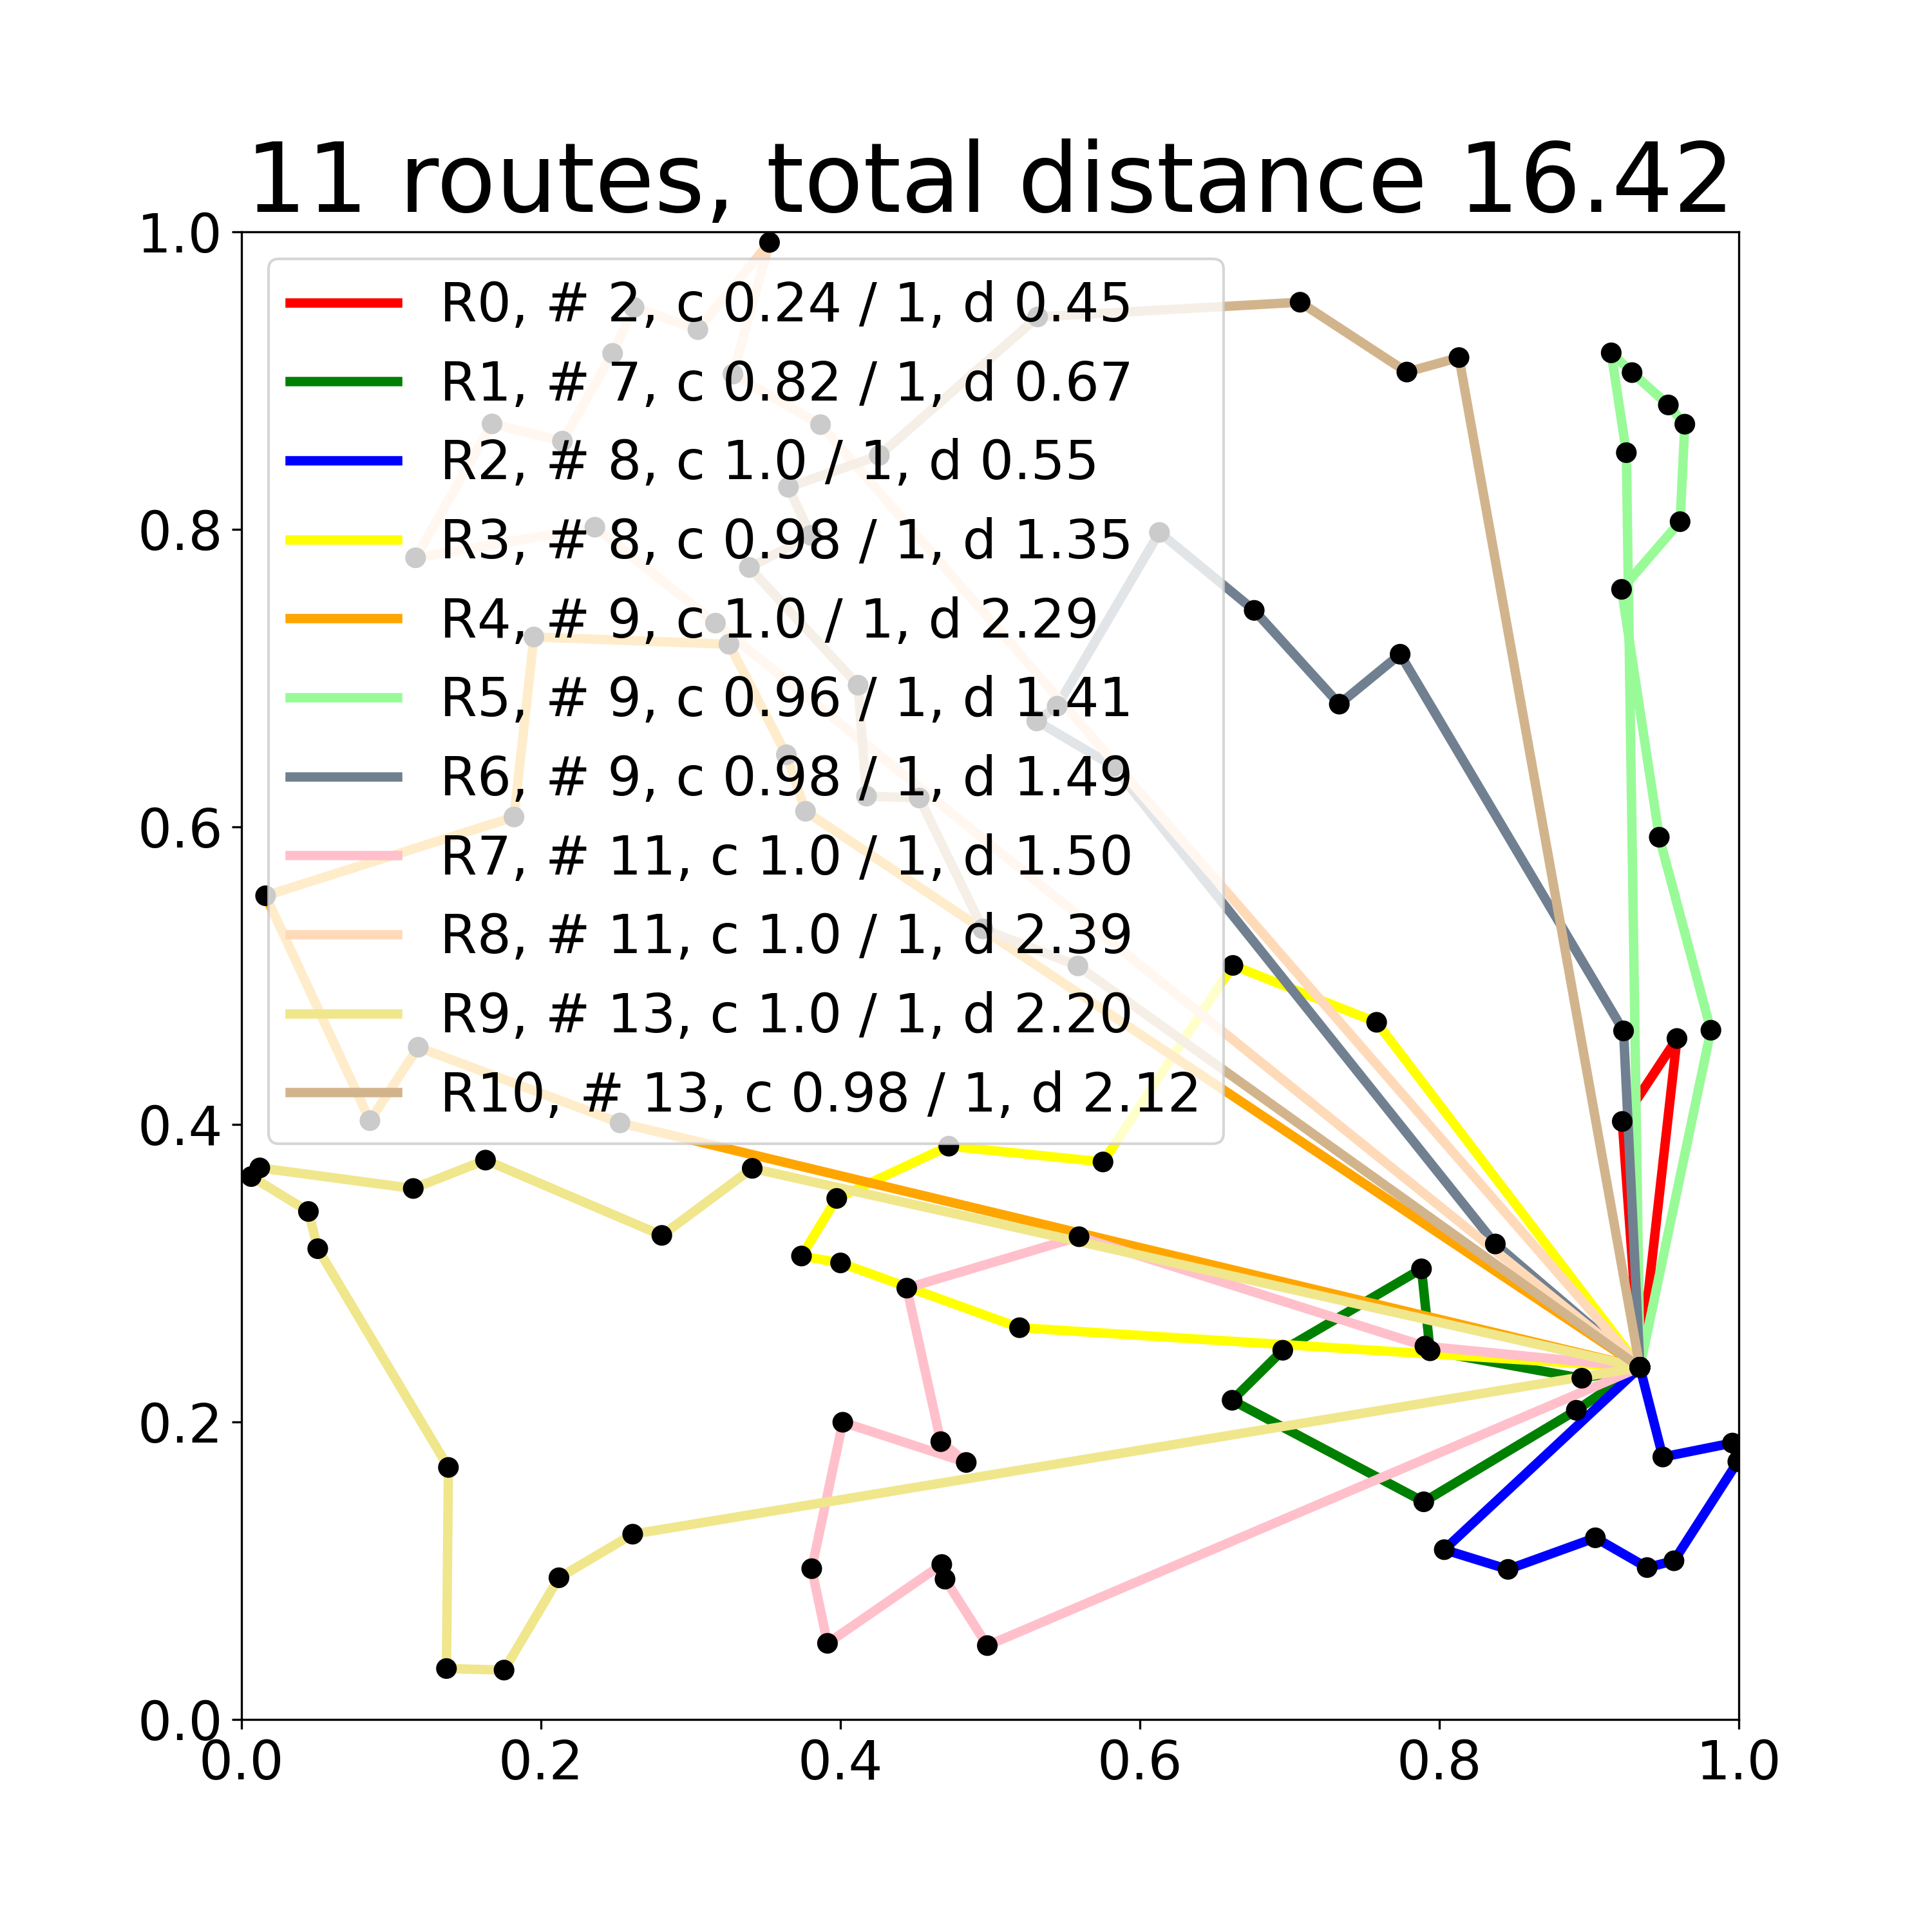 11 routes, total distance 16.42
1.0
0.8
0.6
0.4
0.2
0.0
R0, # 2, c 0.24 / 1, d 0.45
R1, # 7, c 0.82 / 1, d 0.67
R2, # 8, c 1.0 / 1, d 0.55
R3, # 8, c 0.98 / 1, d 1.35
R4, # 9, c 1.0 / 1, d 2.29
R5, # 9, c 0.96 / 1, d 1.41
R6, # 9, c 0.98 / 1, d 1.49
R7, # 11, c 1.0 / 1, d 1.50
R8, # 11, c 1.0 / 1, d 2.39
R9, # 13, c 1.0 / 1, d 2.20
R10, # 13, c 0.98 / 1, d 2.12
0.0 0.2 0.4 0.6 0.8 1.0